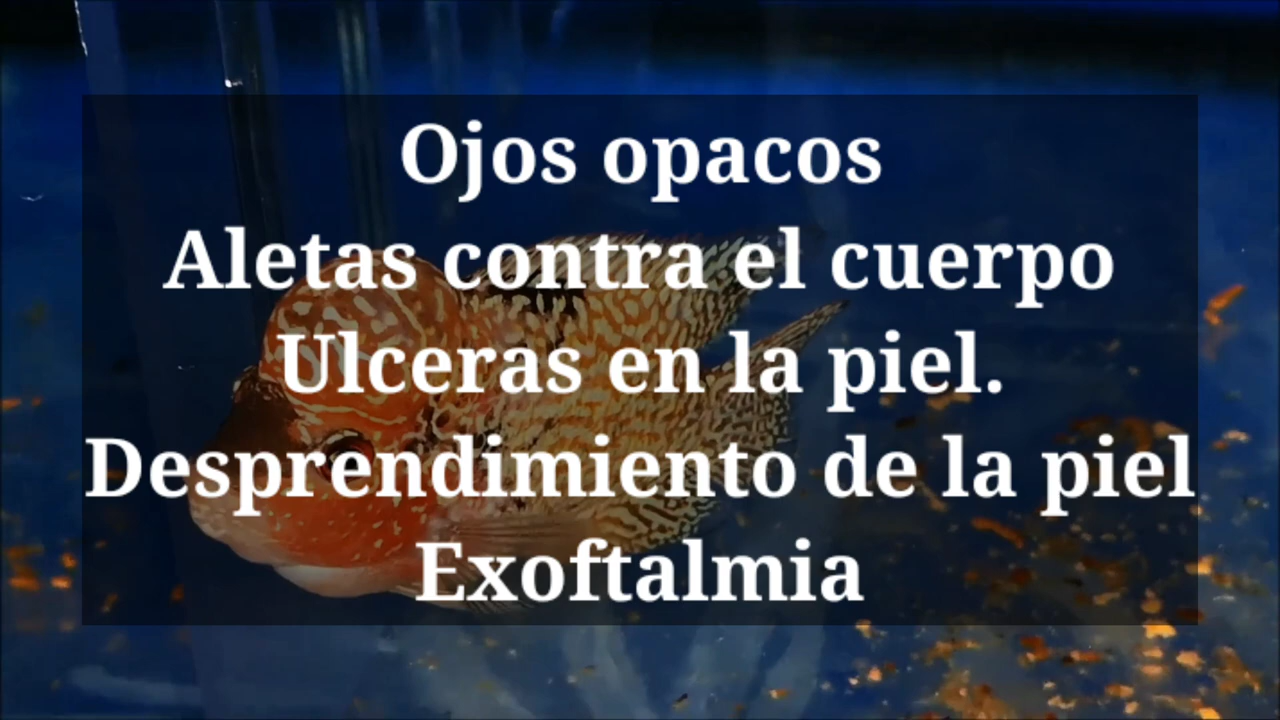 Ojos opacos
Aletas contra el cuerpo
Ulceras en la piel.
Desprendimiento de la piel
Exoftalmia